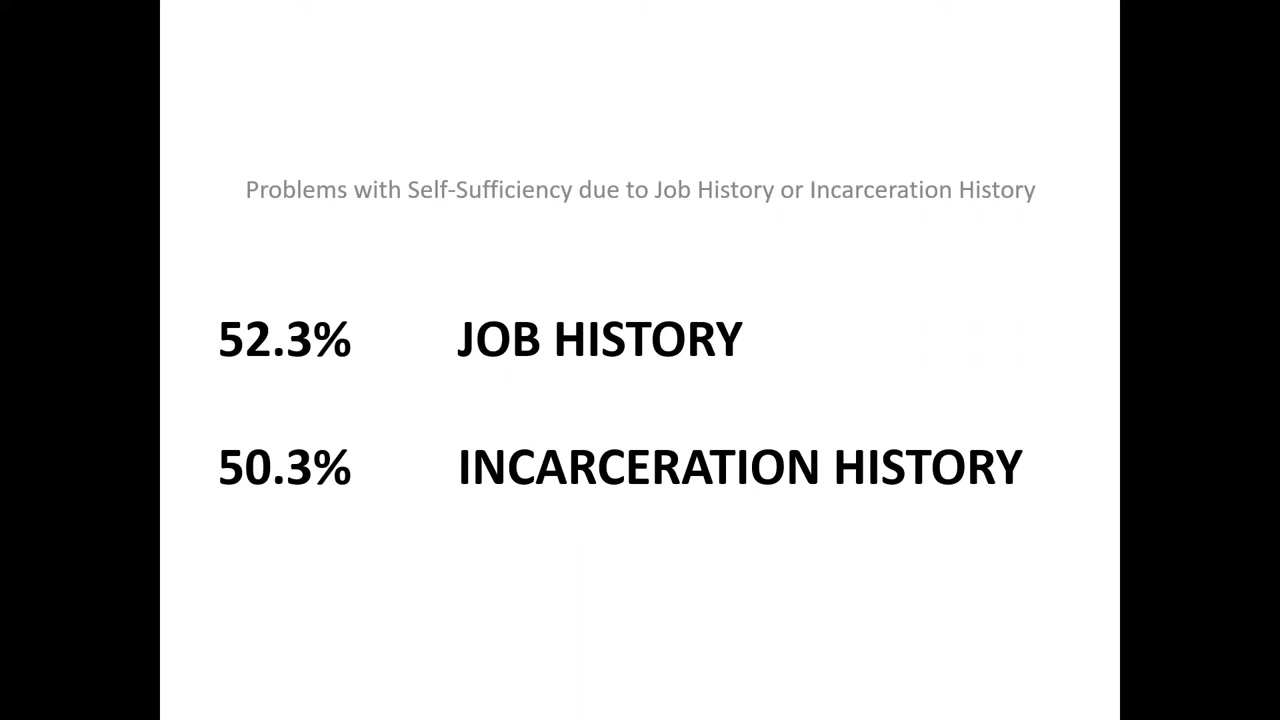 Problems with Self-Sufficiency due to Job History or Incarceration History
52.3% JOB HISTORY
50.3% INCARCERATION HISTORY